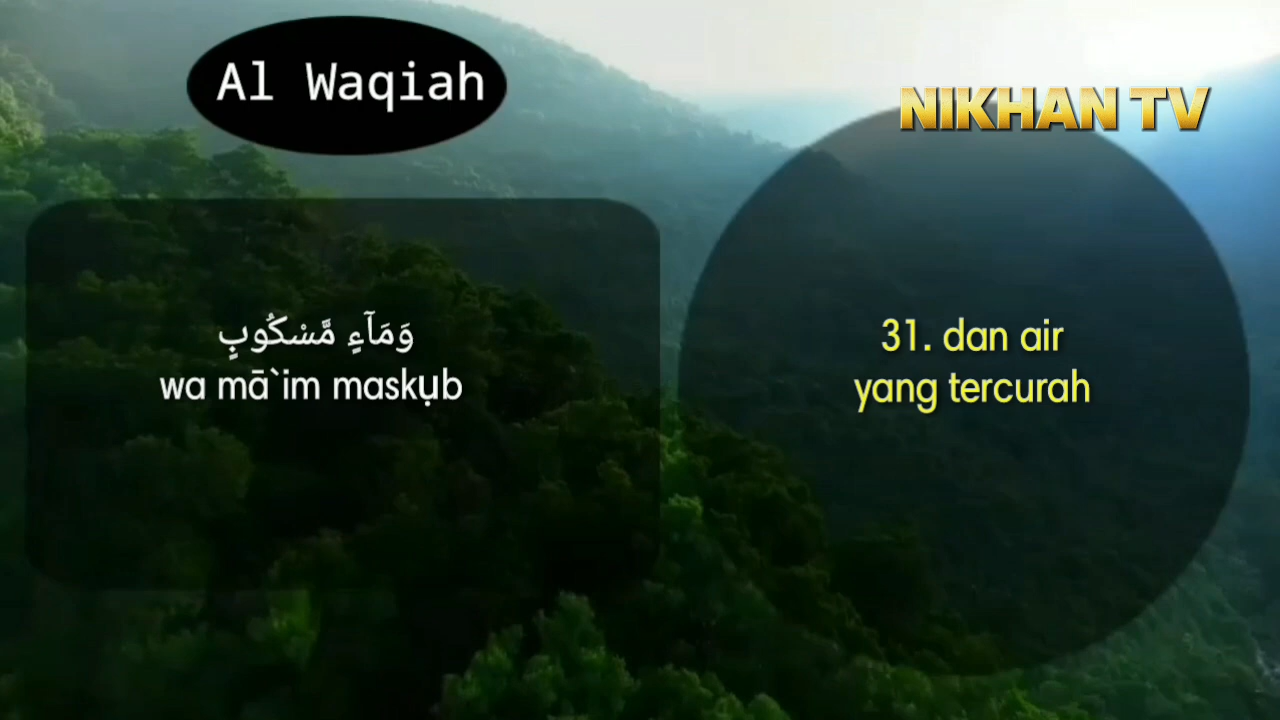 Al Waqiah
NIKHAN TV
وَمَآءٍ مَّسْكُوبٍ
wa mā`im maskụb
31. dan air
yang tercurah